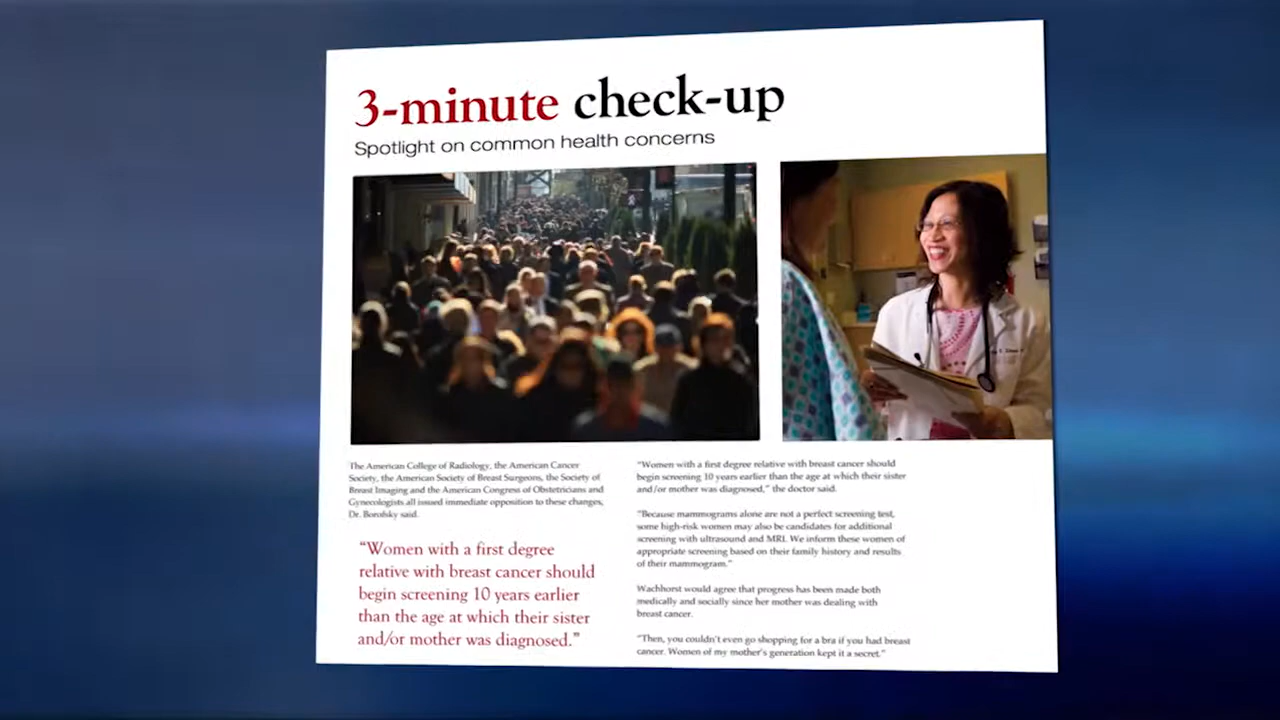 3-minute check-up
Spotlight on common health concerns
The American College of Radiology, the American Cancer
Society, the American Society of Breast Surgeons, the Society of
Breast Imaging and the American Congress of Obstetricians and
Gynecologists all issued immediate opposition to these changes,
Dr. Borofsky said.
“Women with a first degree
relative with breast cancer should
begin screening 10 years earlier
than the age at which their sister
and/or mother was diagnosed.”
“Women with a first degree relative with breast cancer should
begin screening 10 years earlier than the age at which their sister
and/or mother was diagnosed,” the doctor said.
“Because mammograms alone are not a perfect screening test,
some high-risk women may also be candidates for additional
screening with ultrasound and MRI. We inform these women of
appropriate screening based on their family history and results
of their mammogram.”
Wachhorst would agree that progress has been made both
medically and socially since her mother was dealing with
breast cancer.
“Then, you couldn’t even go shopping for a bra if you had breast
cancer. Women of my mother’s generation kept it a secret.”